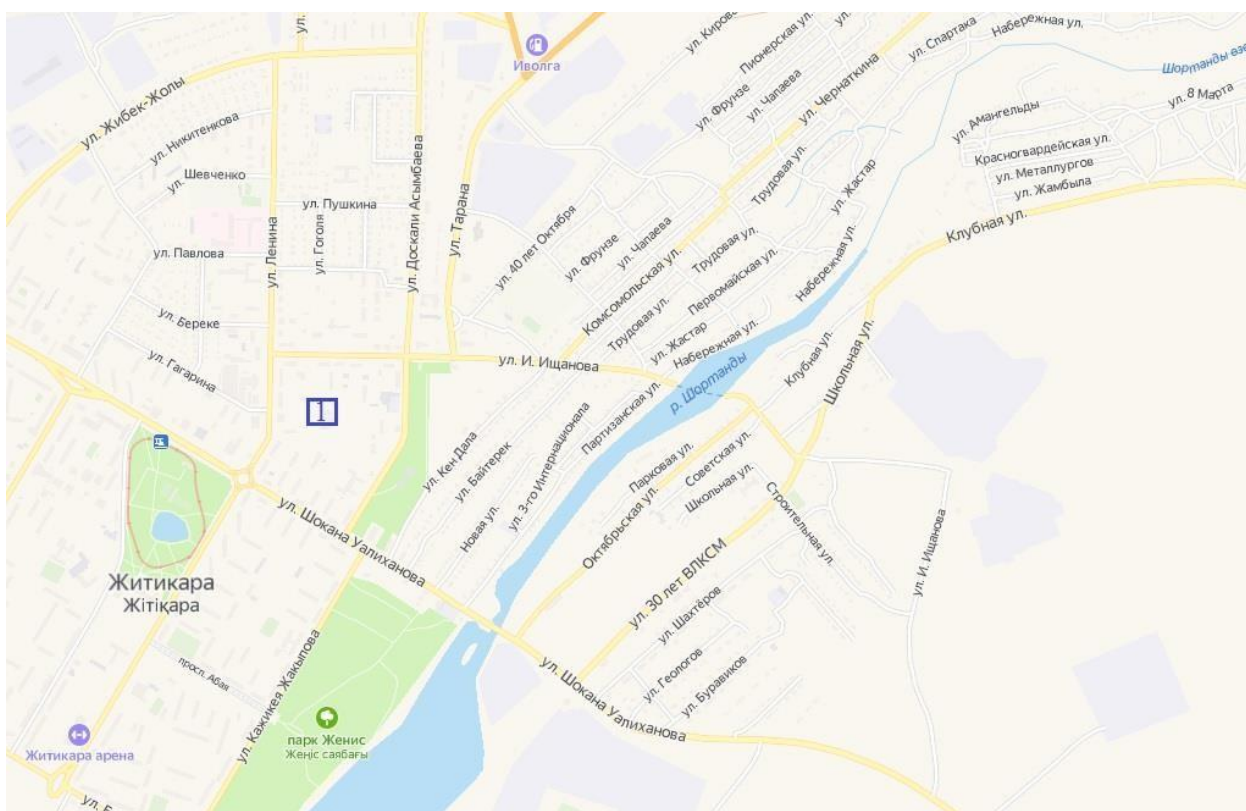 ул. Кирова
Пионерская ул.
ул. Спартака
Набережная ул.
Иволга
Шортанды өзе
ул. Жибек-Жолы
ул. Фрунзе
ул. Чапаева
ул. Чернаткина
ул. 8 Марта
ул. Амангельды
ул. Никитенкова
Красногвардейская ул.
ул. Металлургов
ул. Шевченко
ул. Жамбыла
ул. Доскали Асымбаева
Трудовая ул.
ул. Жастар
ул. Пушкина
ул. Тарана
Клубная ул.
ул. Гоголя
ул. Ленина
ул. Павлова
ул. 40 лет Октября
ул. Фрунзе
ул. Чапаева
Трудовая ул.
Набережная ул.
Комсомольская ул.
Первомайская ул.
ул. Береке
Трудовая ул.
ул. Жастар
Набережная ул.
ул. Гагарина
ул. И. Ищанова
р. Шортанды
Клубная ул.
Школьная ул.
1
Партизанская ул.
ул. 3-го Интернационала
ул. Кен Дала
ул. Байтерек
Новая ул.
Парковая ул.
Советская ул.
Школьная ул.
Октябрьская ул.
Строительная ул.
ул. Шокана Уалиханова
ул. И. Ищанова
ул. 30 лет ВЛКСМ
Житикара
Жітіқара
ул. Шахтёров
ул. Геологов
ул. Буравиков
просп. Абая
ул. Кажикея Жакыпова
ул. Шокана Уалиханова
парк Женис
Жеңіс саябағы
Житикара арена